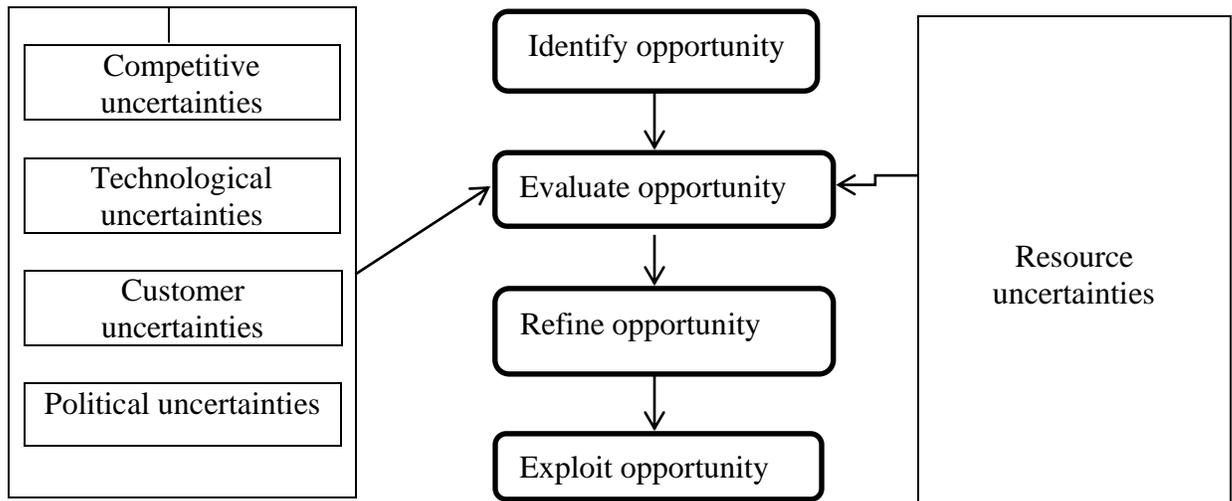 Competitive
uncertainties
Technological
uncertainties
Customer
uncertainties
Political uncertainties
Identify opportunity
Evaluate opportunity
Refine opportunity
Exploit opportunity
Resource
uncertainties